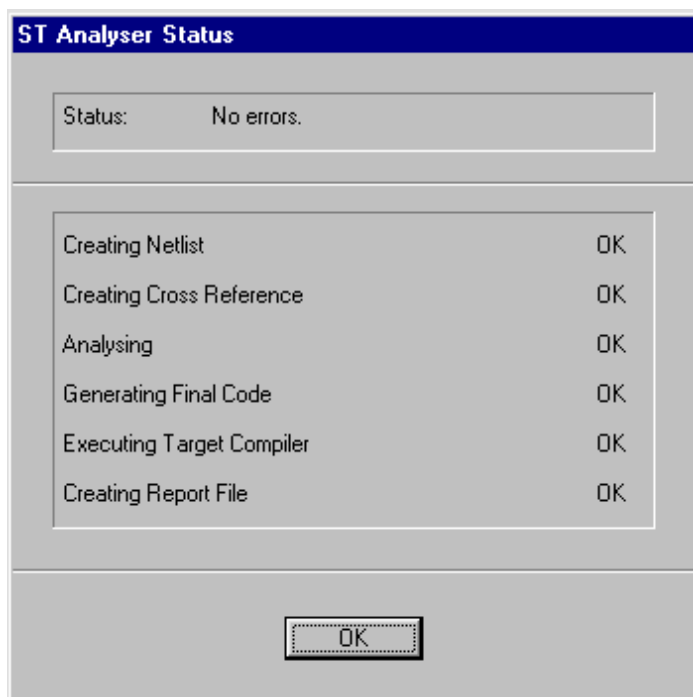 ST Analyser Status
Status: No errors.
Creating Netlist OK
Creating Cross Reference OK
Analysing OK
Generating Final Code OK
Executing Target Compiler OK
Creating Report File OK
OK